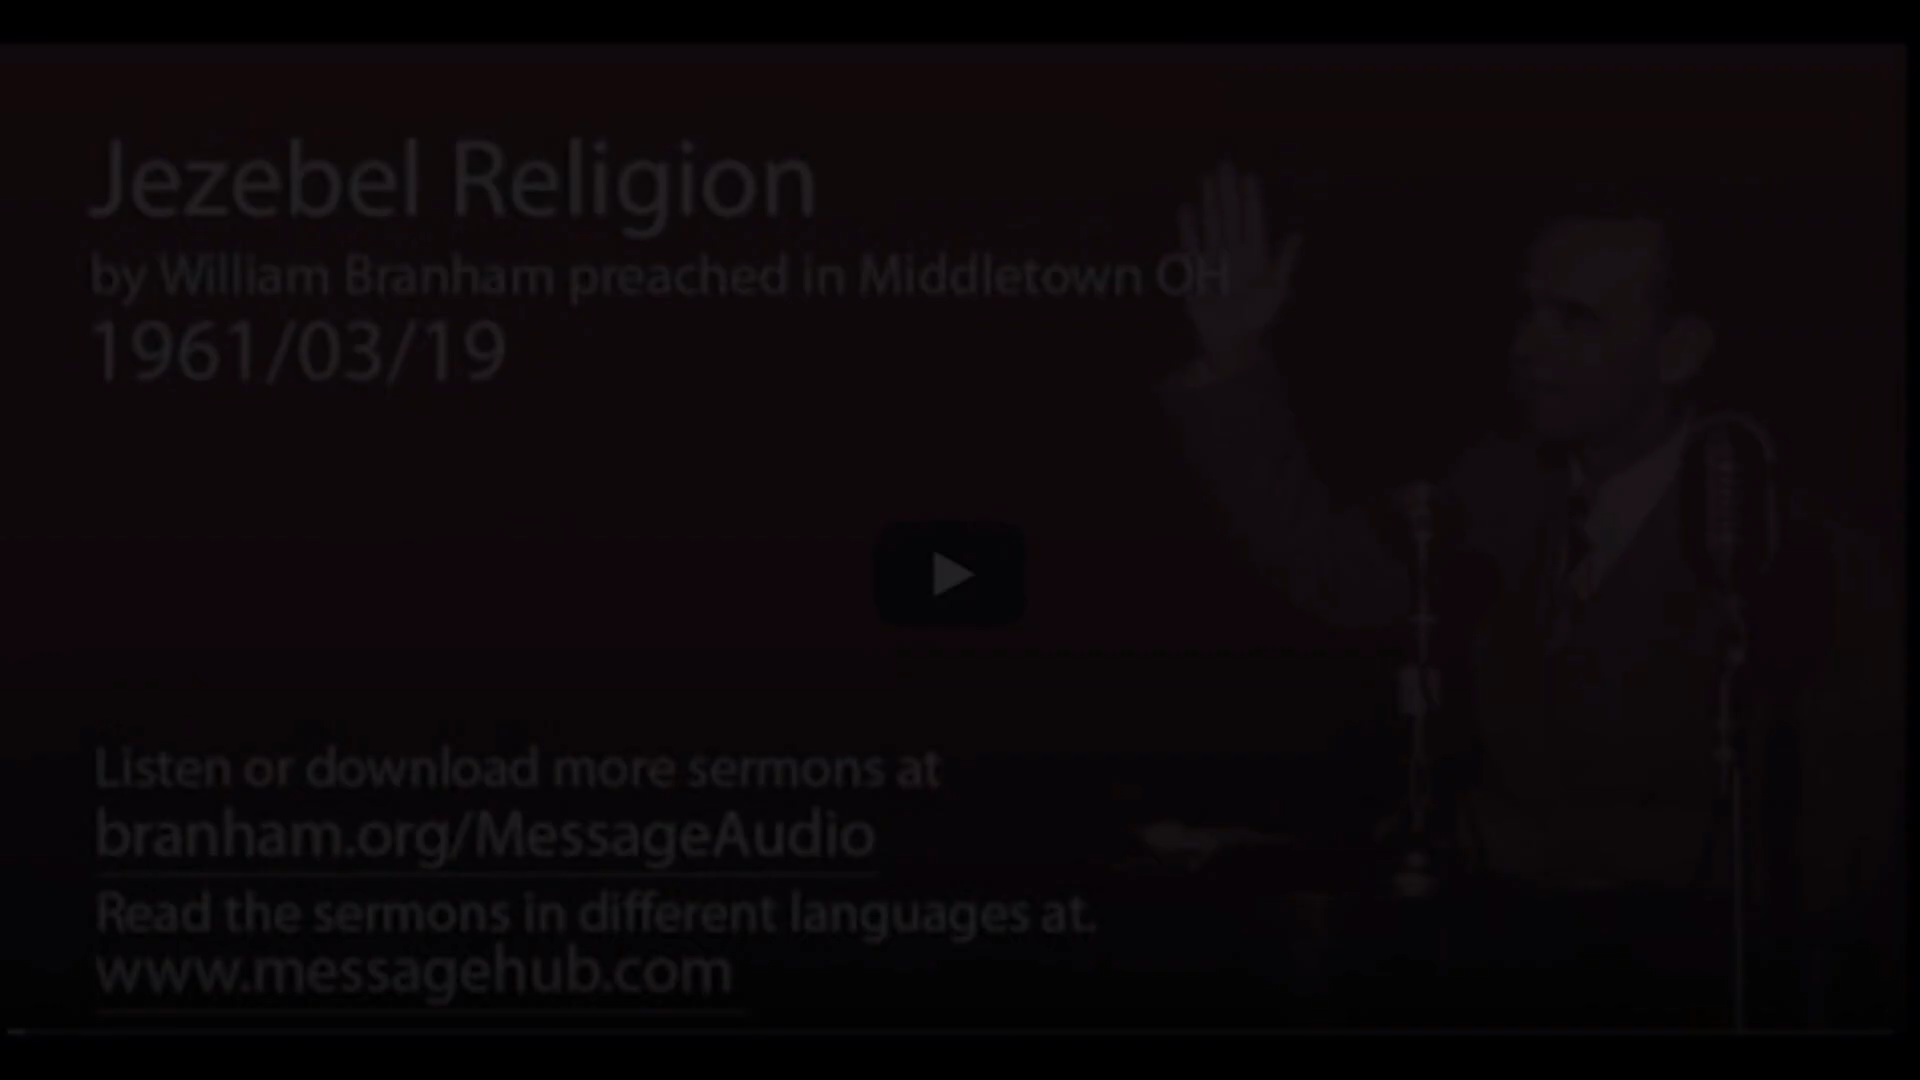 Jezebel Religion
by William Branham preached in Middletown OH
1961/03/19
Listen or download more sermons at
branham.org/MessageAudio
Read the sermons in different languages at.
www.messagehub.com